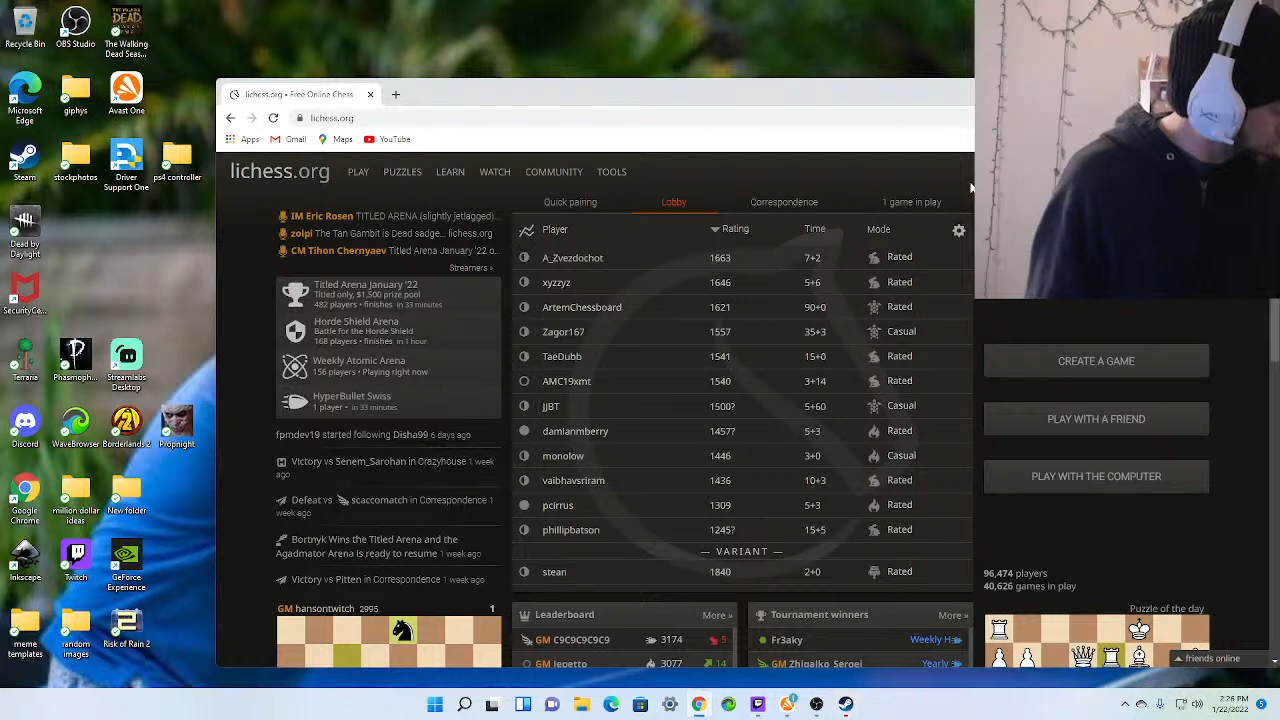 Recycle Bin
OBS Studio
The Walking
Dead Seas...
Microsoft
Edge
giphys
Avast One
Steam
stockphotos
Driver
Support One
ps4 controller
Dead by
Daylight
SecurityCe...
Terraria
Phasmoph...
Streamlabs
Desktop
Discord
WaveBrowser
Borderlands 2
Propnight
Google
Chrome
million dollar
ideas
New folder
Inkscape
Twitch
GeForce
Experience
meme
templates
random
images
Risk of Rain 2
lichess.org • Free Online Chess
lichess.org
Apps Gmail Maps YouTube
lichess.org PLAY PUZZLES LEARN WATCH COMMUNITY TOOLS
IM Eric Rosen TITLED ARENA (slightly jetlagged)...
zolpi The Tan Gambit is Dead sadge... lichess org
CM Tihon Chernyaev Titled Arena January '22 o...
Streamers »
Titled Arena January '22
Titled only, $1,500 prize pool
482 players • finishes in 33 minutes
Horde Shield Arena
Battle for the Horde Shield
168 players • finishes in 1 hour
Weekly Atomic Arena
156 players • Playing right now
HyperBullet Swiss
1 player • in 33 minutes
fpmdev19 started following Disha99 6 days ago
Victory vs Senem_Sarohan in Crazyhouse 1 week
ago
Defeat vs scaccomatch in Correspondence 1
week ago
Bortnyk Wins the Titled Arena and the
Agadmator Arena is ready to resume 1 week ago
Victory vs Pitten in Correspondence 1 week ago
GM hansontwitch 2995 1
Quick pairing Lobby Correspondence 1 game in play
Player Rating Time Mode
A_Zvezdochot 1663 7+2 Rated
xyzzyz 1646 5+6 Rated
ArtemChessboard 1621 90+0 Rated
Zagor167 1557 35+3 Casual
TaeDubb 1541 15+0 Rated
AMC19xmt 1540 3+14 Rated
JJBT 1500? 5+60 Casual
damianmberry 1457? 5+3 Rated
monolow 1446 3+0 Casual
vaibhavsriram 1436 10+3 Rated
pcirrus 1309 5+3 Rated
phillipbatson 1245? 15+5 Rated
— VARIANT —
stean 1840 2+0 Rated
Leaderboard More »
GM C9C9C9C9C9 3174 5
GM Jepetto 3077 14
Tournament winners More »
Fr3aky Weekly H
GM Zhigalko_Sergei Yearly
CREATE A GAME
PLAY WITH A FRIEND
PLAY WITH THE COMPUTER
96,474 players
40,626 games in play
Puzzle of the day
friends online
2:26 PM
1/22/2022
5